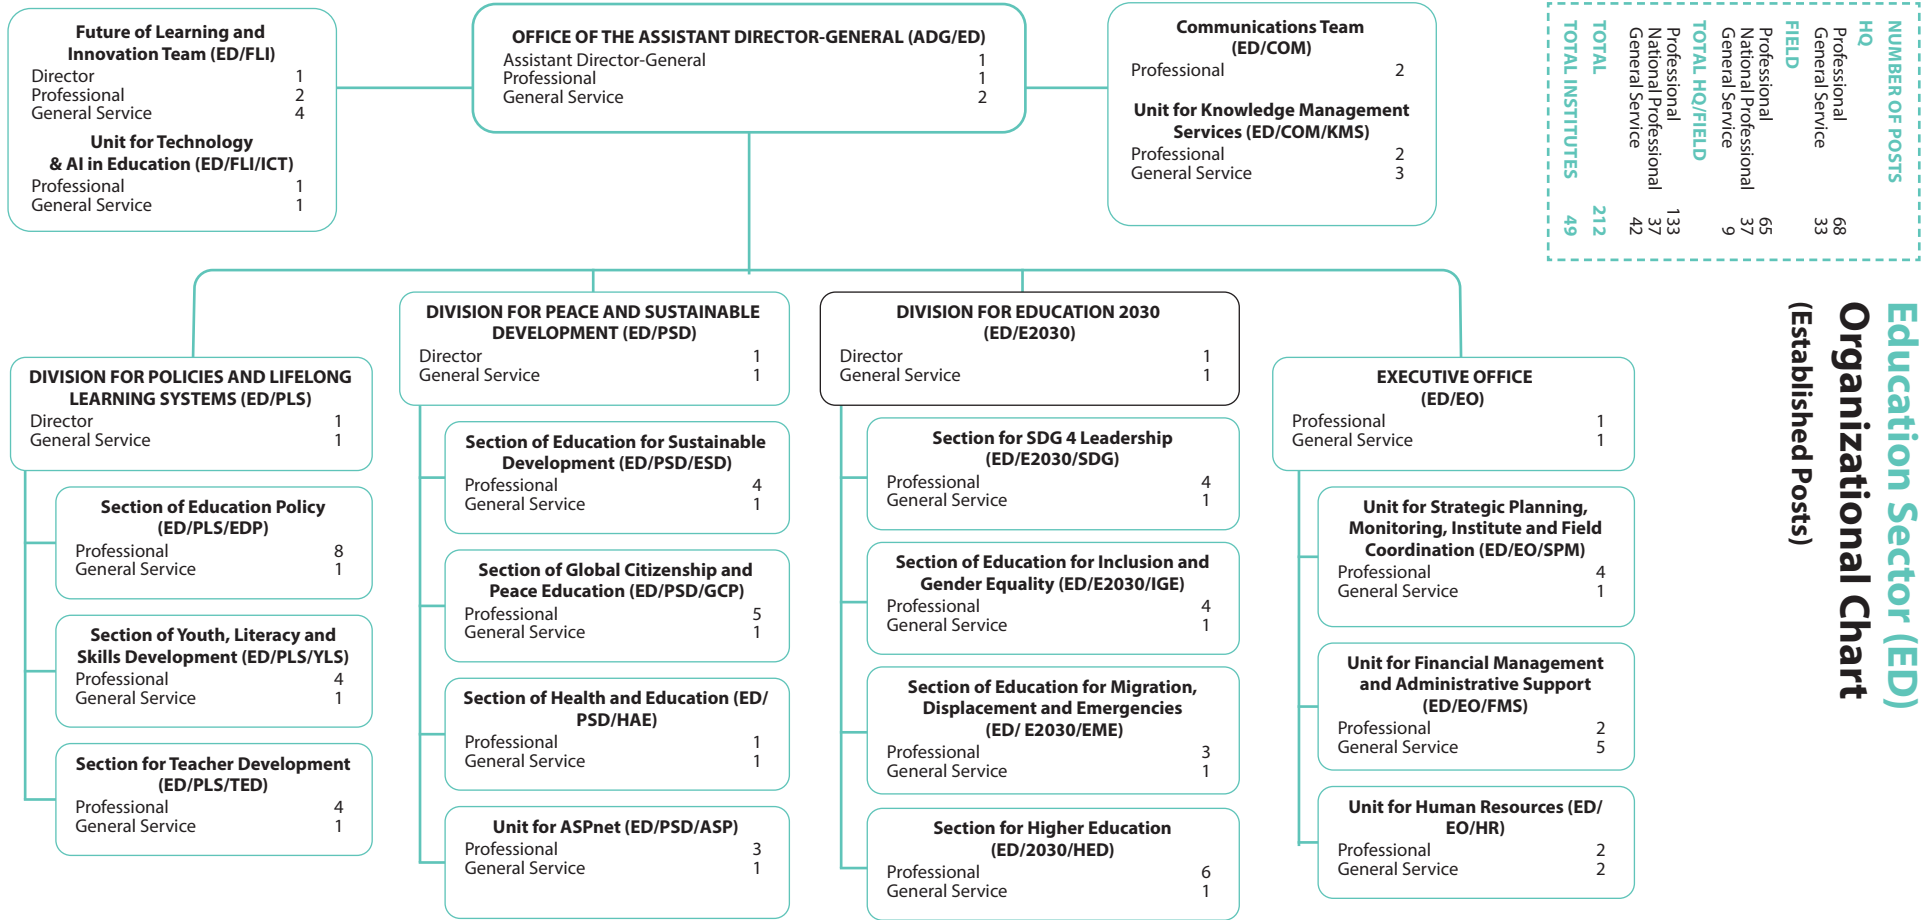 Future of Learning and
Innovation Team (ED/FLI)
Director 1
Professional 2
General Service 4
Unit for Technology
& AI in Education (ED/FLI/ICT)
Professional 1
General Service 1
OFFICE OF THE ASSISTANT DIRECTOR-GENERAL (ADG/ED)
Assistant Director-General 1
Professional 1
General Service 2
Communications Team
(ED/COM)
Professional 2
Unit for Knowledge Management
Services (ED/COM/KMS)
Professional 2
General Service 3
NUMBER OF POSTS
HQ
Professional 68
General Service 33
FIELD
Professional 65
National Professional 37
General Service 9
TOTAL HQ/FIELD
Professional 133
National Professional 37
General Service 42
TOTAL 212
TOTAL INSTITUTES 49
Education Sector (ED)
Organizational Chart
(Established Posts)
DIVISION FOR POLICIES AND LIFELONG
LEARNING SYSTEMS (ED/PLS)
Director 1
General Service 1
Section of Education Policy
(ED/PLS/EDP)
Professional 8
General Service 1
Section of Youth, Literacy and
Skills Development (ED/PLS/YLS)
Professional 4
General Service 1
Section for Teacher Development
(ED/PLS/TED)
Professional 4
General Service 1
DIVISION FOR PEACE AND SUSTAINABLE
DEVELOPMENT (ED/PSD)
Director 1
General Service 1
Section of Education for Sustainable
Development (ED/PSD/ESD)
Professional 4
General Service 1
Section of Global Citizenship and
Peace Education (ED/PSD/GCP)
Professional 5
General Service 1
Section of Health and Education (ED/
PSD/HAE)
Professional 1
General Service 1
Unit for ASPnet (ED/PSD/ASP)
Professional 3
General Service 1
DIVISION FOR EDUCATION 2030
(ED/E2030)
Director 1
General Service 1
Section for SDG 4 Leadership
(ED/E2030/SDG)
Professional 4
General Service 1
Section of Education for Inclusion and
Gender Equality (ED/E2030/IGE)
Professional 4
General Service 1
Section of Education for Migration,
Displacement and Emergencies
(ED/ E2030/EME)
Professional 3
General Service 1
Section for Higher Education
(ED/2030/HED)
Professional 6
General Service 1
EXECUTIVE OFFICE
(ED/EO)
Professional 1
General Service 1
Unit for Strategic Planning,
Monitoring, Institute and Field
Coordination (ED/EO/SPM)
Professional 4
General Service 1
Unit for Financial Management
and Administrative Support
(ED/EO/FMS)
Professional 2
General Service 5
Unit for Human Resources (ED/
EO/HR)
Professional 2
General Service 2